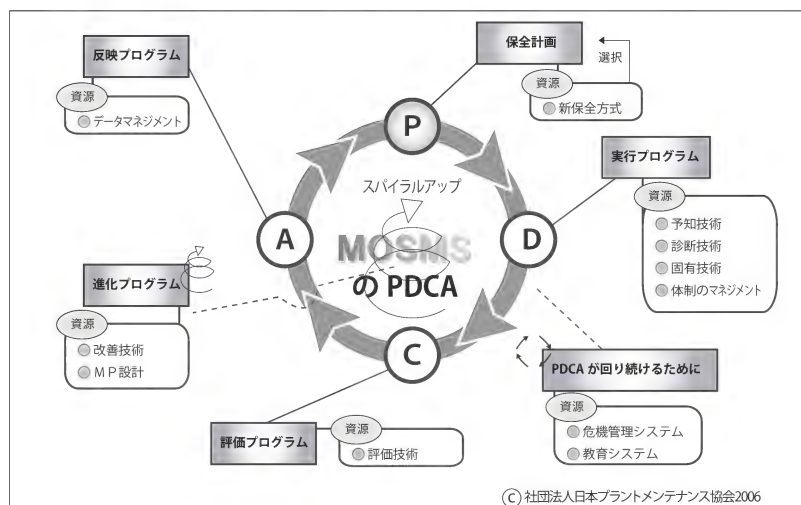 保全計画
選択
資源
新保全方式
反映プログラム
資源
データマネジメント
P
実行プログラム
資源
予知技術
診断技術
固有技術
体制のマネジメント
スパイラルアップ
A
MOSMS
の PDCA
D
進化プログラム
資源
改善技術
MP設計
C
PDCA が回り続けるために
資源
危機管理システム
教育システム
評価プログラム
資源
評価技術
Ⓒ 社団法人日本プラントメンテナンス協会2006